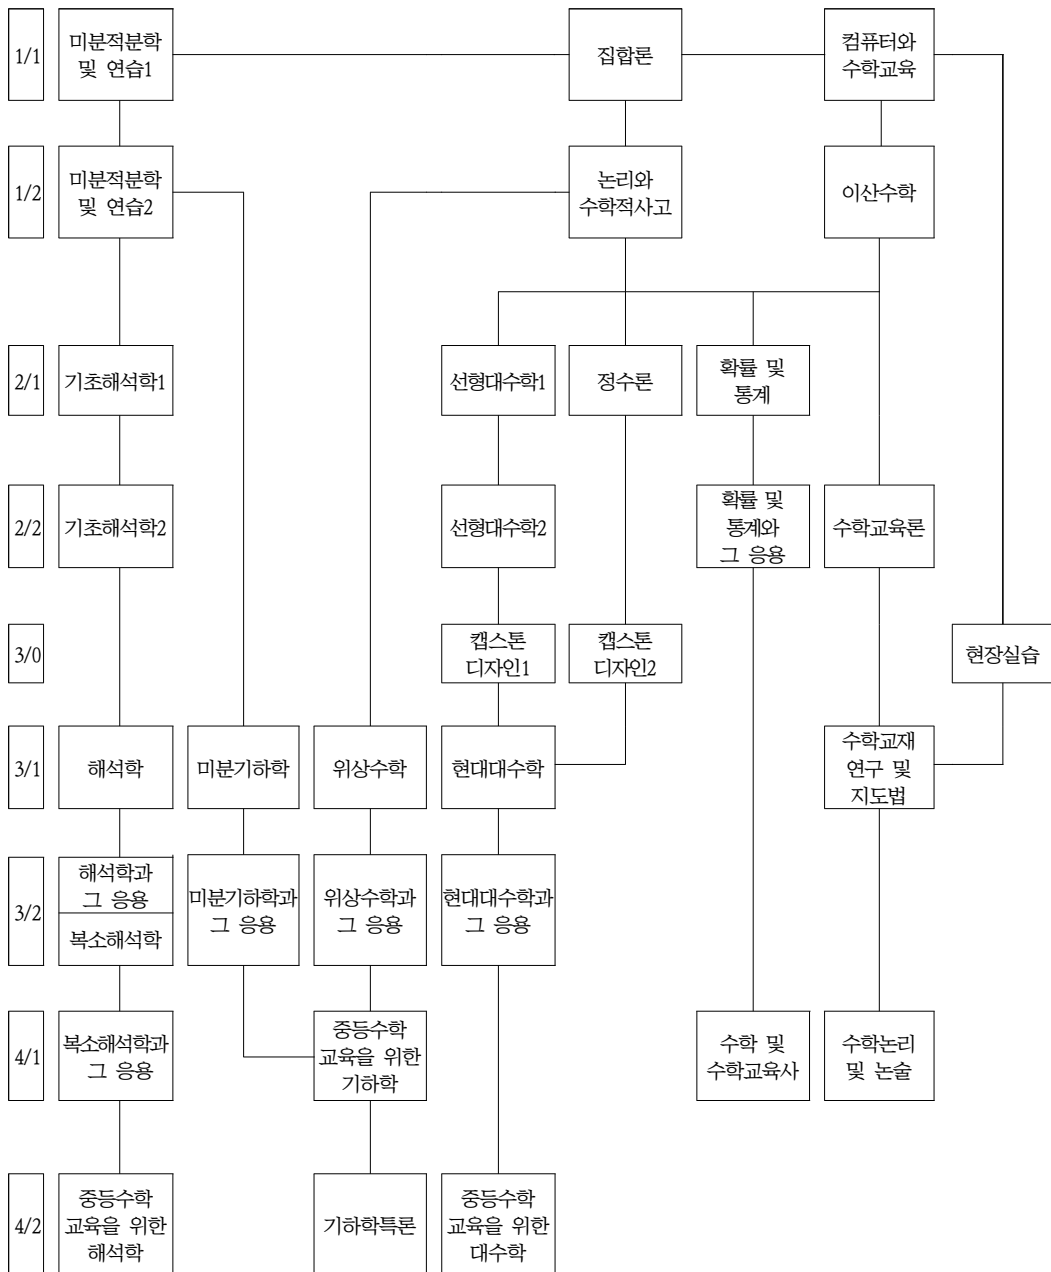 1/1
미분적분학
및 연습1
집합론
컴퓨터와
수학교육
1/2
미분적분학
및 연습2
논리와
수학적사고
이산수학
2/1
기초해석학1
선형대수학1
정수론
확률 및
통계
2/2
기초해석학2
선형대수학2
확률 및
통계와
그 응용
수학교육론
3/0
캡스톤
디자인1
캡스톤
디자인2
현장실습
3/1
해석학
미분기하학
위상수학
현대대수학
수학교재
연구 및
지도법
3/2
해석학과
그 응용
복소해석학
미분기하학과
그 응용
위상수학과
그 응용
현대대수학과
그 응용
4/1
복소해석학과
그 응용
중등수학
교육을 위한
기하학
수학 및
수학교육사
수학논리
및 논술
4/2
중등수학
교육을 위한
해석학
기하학특론
중등수학
교육을 위한
대수학